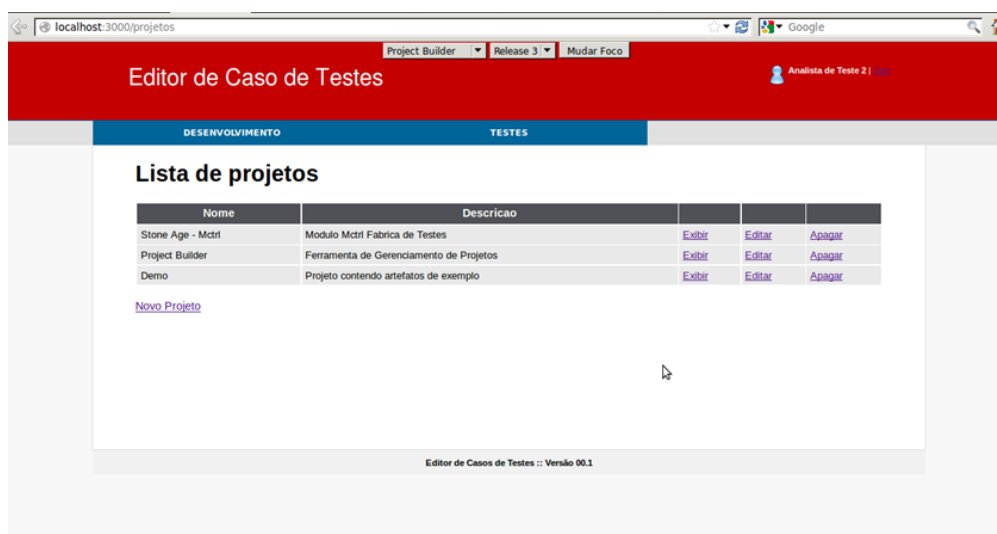 localhost:3000/projetos Google
Project Builder Release 3 Mudar Foco
Editor de Caso de Testes
Analista de Teste 2 |
DESENVOLVIMENTO TESTES
Lista de projetos
Nome Descricao
Stone Age - Mctrl Modulo Mctrl Fabrica de Testes Exibir Editar Apagar
Project Builder Ferramenta de Gerenciamento de Projetos Exibir Editar Apagar
Demo Projeto contendo artefatos de exemplo Exibir Editar Apagar
Novo Projeto
Editor de Casos de Testes :: Versão 00.1